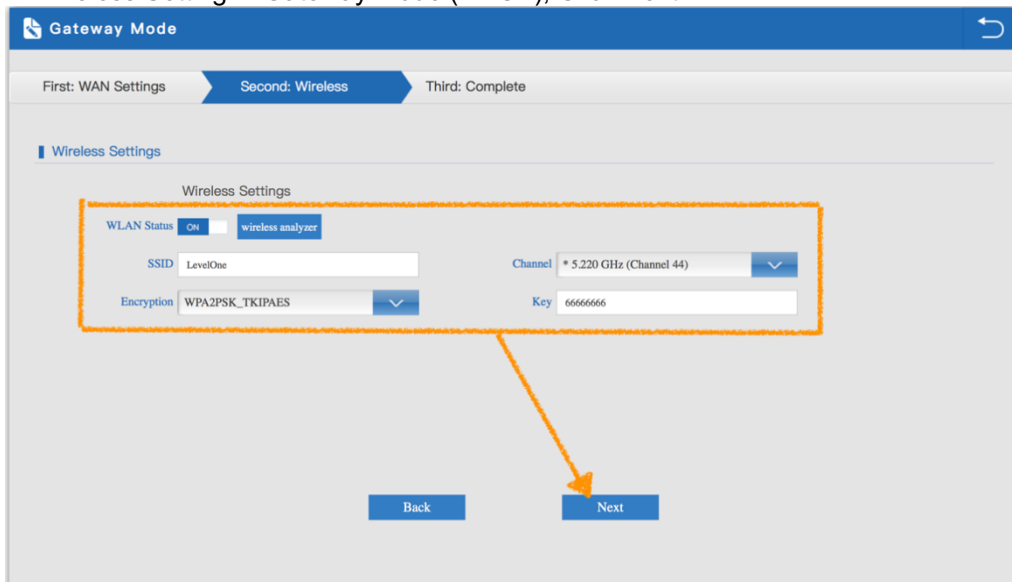 Gateway Mode
First: WAN Settings Second: Wireless Third: Complete
Wireless Settings
Wireless Settings
WLAN Status ON wireless analyzer
SSID LevelOne Channel * 5.220 GHz (Channel 44)
Encryption WPA2PSK_TKIPAES Key 66666666
Back Next